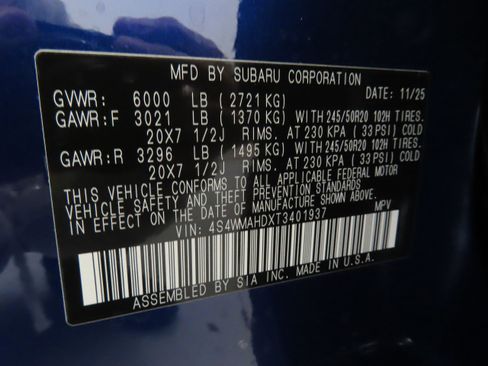 MFD BY SUBARU CORPORATION
GVWR: 6000 LB (2721 KG) DATE: 11/25
GAWR:F 3021 LB (1370 KG) WITH 245/50R20 102H TIRES.
20X7 1/2J RIMS. AT 230 KPA (33 PSI) COLD
GAWR:R 3296 LB (1495 KG) WITH 245/50R20 102H TIRES.
20X7 1/2J RIMS. AT 230 KPA (33 PSI) COLD
THIS VEHICLE CONFORMS TO ALL APPLICABLE FEDERAL MOTOR
VEHICLE SAFETY AND THEFT PREVENTION STANDARDS
IN EFFECT ON THE DATE OF MANUFACTURE SHOWN ABOVE.
VIN: 4S4WMAHDXT3401937 MPV
ASSEMBLED BY SIA INC. MADE IN U.S.A.